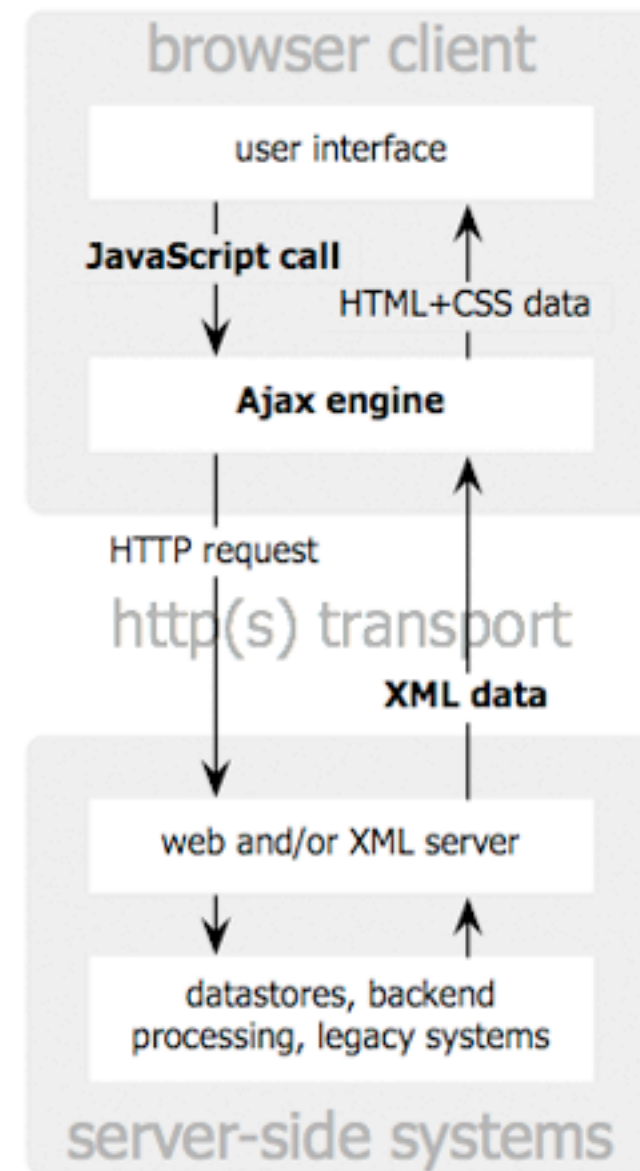 browser client
user interface
JavaScript call
HTML+CSS data
Ajax engine
HTTP request
http(s) transport
XML data
web and/or XML server
datastores, backend
processing, legacy systems
server-side systems